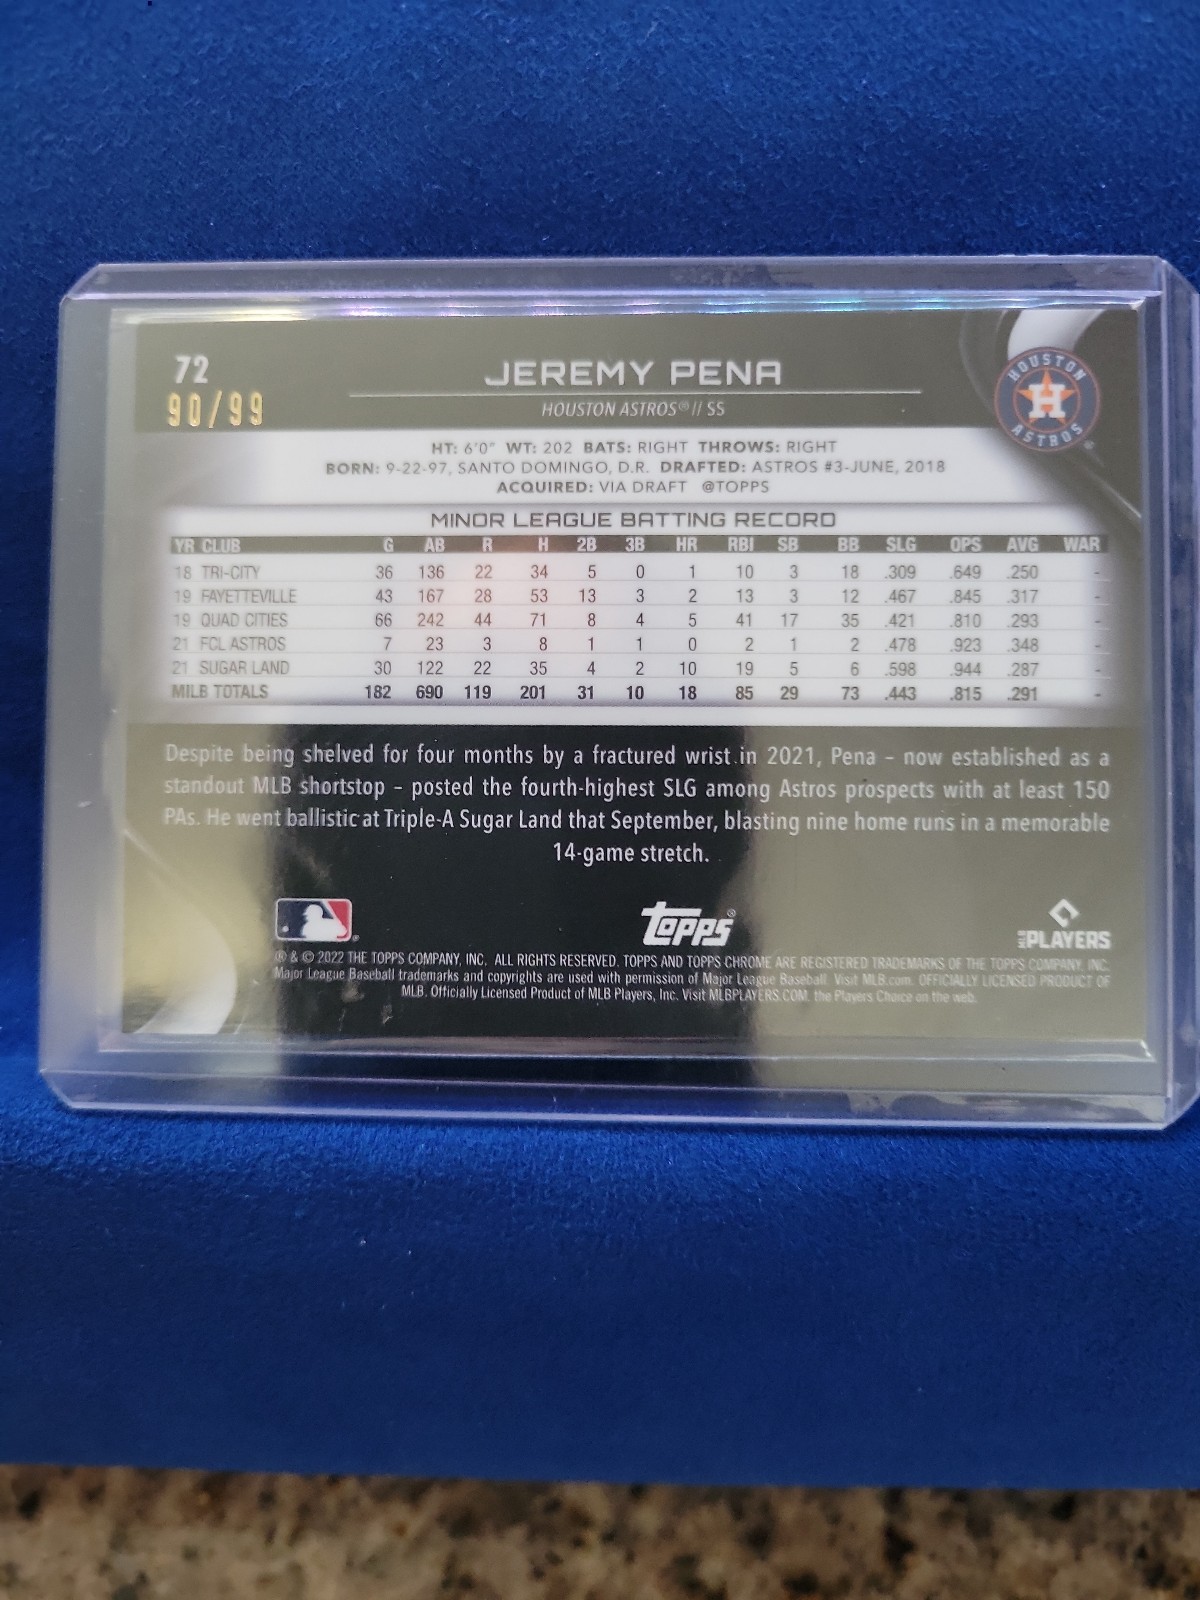 72
90/99
JEREMY PENA
HOUSTON ASTROS® // SS
HOUSTON
H
ASTROS
HT: 6'0" WT: 202 BATS: RIGHT THROWS: RIGHT
BORN: 9-22-97, SANTO DOMINGO, D.R. DRAFTED: ASTROS #3-JUNE, 2018
ACQUIRED: VIA DRAFT @TOPPS
MINOR LEAGUE BATTING RECORD
YR CLUB G AB R H 2B 3B HR RBI SB BB SLG OPS AVG WAR
18 TRI-CITY 36 136 22 34 5 0 1 10 3 18 .309 .649 .250 -
19 FAYETTEVILLE 43 167 28 53 13 3 2 13 3 12 .467 .845 .317 -
19 QUAD CITIES 66 242 44 71 8 4 5 41 17 35 .421 .810 .293 -
21 FCL ASTROS 7 23 3 8 1 1 0 2 1 2 .478 .923 .348 -
21 SUGAR LAND 30 122 22 35 4 2 10 19 5 6 .598 .944 .287 -
MILB TOTALS 182 690 119 201 31 10 18 85 29 73 .443 .815 .291 -
Despite being shelved for four months by a fractured wrist in 2021, Pena – now established as a
standout MLB shortstop – posted the fourth-highest SLG among Astros prospects with at least 150
PAs. He went ballistic at Triple-A Sugar Land that September, blasting nine home runs in a memorable
14-game stretch.
Topps®
MLB PLAYERS
® & © 2022 THE TOPPS COMPANY, INC. ALL RIGHTS RESERVED. TOPPS AND TOPPS CHROME ARE REGISTERED TRADEMARKS OF THE TOPPS COMPANY, INC.
Major League Baseball trademarks and copyrights are used with permission of Major League Baseball. Visit MLB.com. OFFICIALLY LICENSED PRODUCT OF
MLB. Officially Licensed Product of MLB Players, Inc. Visit MLBPLAYERS.COM, the Players Choice on the web.